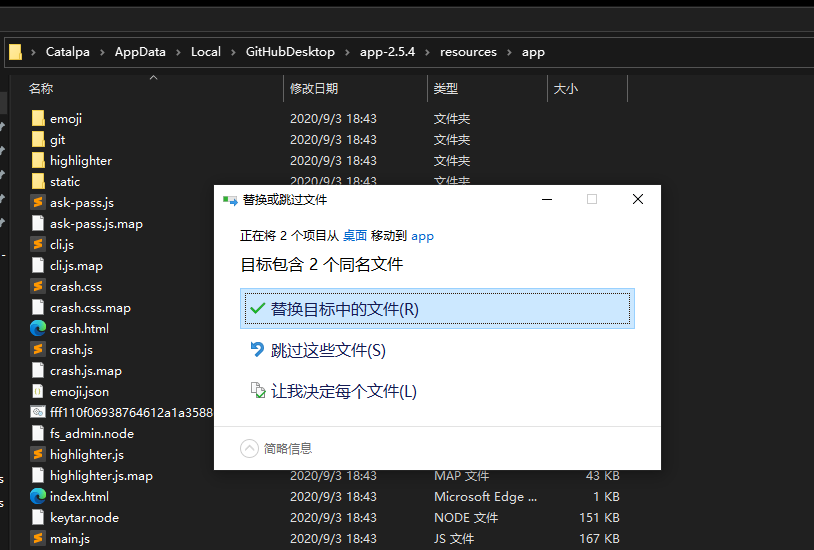 Catalpa AppData Local GitHubDesktop app-2.5.4 resources app
名称 修改日期 类型 大小
emoji 2020/9/3 18:43 文件夹
git 2020/9/3 18:43 文件夹
highlighter 2020/9/3 18:43 文件夹
static 2020/9/3 18:43 文件夹
ask-pass.js
ask-pass.js.map
cli.js
cli.js.map
crash.css
crash.css.map
crash.html
crash.js
crash.js.map
emoji.json
fff110f06938764612a1a3588
fs_admin.node
highlighter.js
替换或跳过文件
正在将 2 个项目从 桌面 移动到 app
目标包含 2 个同名文件
替换目标中的文件(R)
跳过这些文件(S)
让我决定每个文件(L)
简略信息
highlighter.js.map 2020/9/3 18:43 MAP 文件 43 KB
index.html 2020/9/3 18:43 Microsoft Edge ... 1 KB
keytar.node 2020/9/3 18:43 NODE 文件 151 KB
main.js 2020/9/3 18:43 JS 文件 167 KB